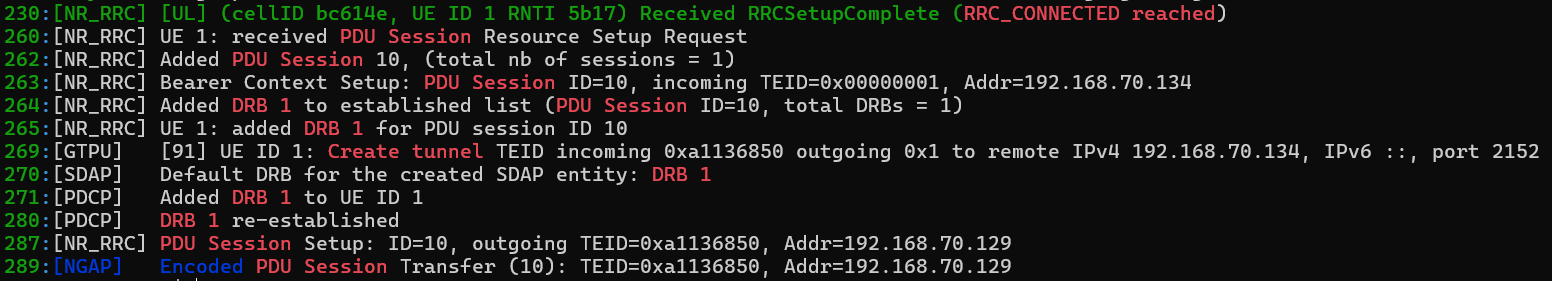 230:[NR_RRC] [UL] (cellID bc614e, UE ID 1 RNTI 5b17) Received RRCSetupComplete (RRC_CONNECTED reached)
260:[NR_RRC] UE 1: received PDU Session Resource Setup Request
262:[NR_RRC] Added PDU Session 10, (total nb of sessions = 1)
263:[NR_RRC] Bearer Context Setup: PDU Session ID=10, incoming TEID=0x00000001, Addr=192.168.70.134
264:[NR_RRC] Added DRB 1 to established list (PDU Session ID=10, total DRBs = 1)
265:[NR_RRC] UE 1: added DRB 1 for PDU session ID 10
269:[GTPU]   [91] UE ID 1: Create tunnel TEID incoming 0xa1136850 outgoing 0x1 to remote IPv4 192.168.70.134, IPv6 ::, port 2152
270:[SDAP]   Default DRB for the created SDAP entity: DRB 1
271:[PDCP]   Added DRB 1 to UE ID 1
280:[PDCP]   DRB 1 re-established
287:[NR_RRC] PDU Session Setup: ID=10, outgoing TEID=0xa1136850, Addr=192.168.70.129
289:[NGAP]   Encoded PDU Session Transfer (10): TEID=0xa1136850, Addr=192.168.70.129